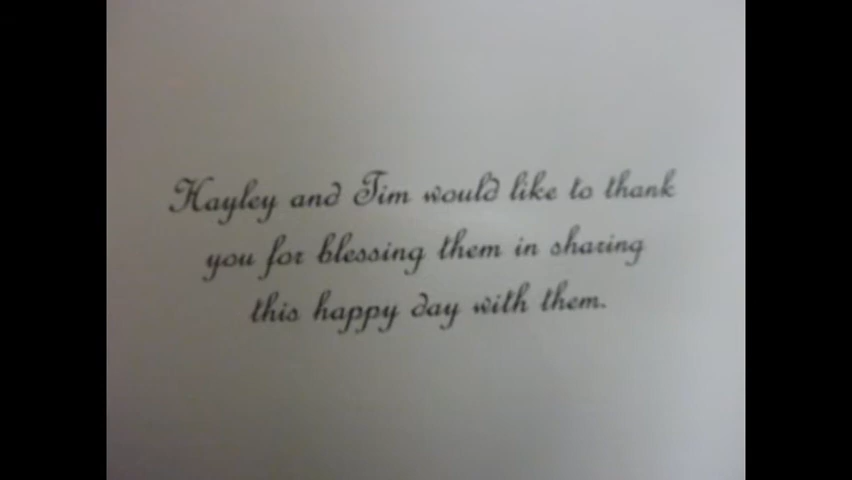 Hayley and Tim would like to thank
you for blessing them in sharing
this happy day with them.